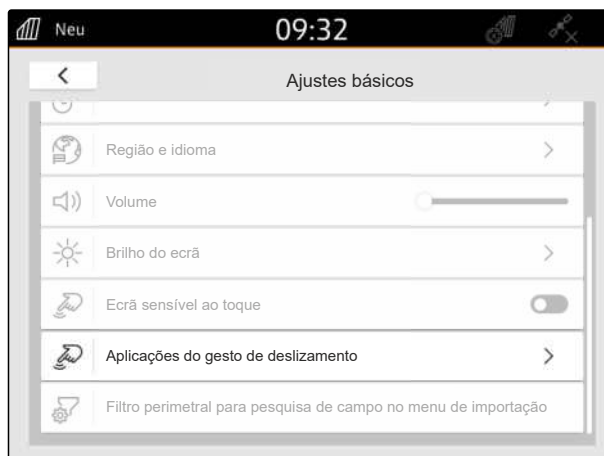 Neu
09:32
Ajustes básicos
Região e idioma
Volume
Brilho do ecrã
Ecrã sensível ao toque
Aplicações do gesto de deslizamento
Filtro perimetral para pesquisa de campo no menu de importação